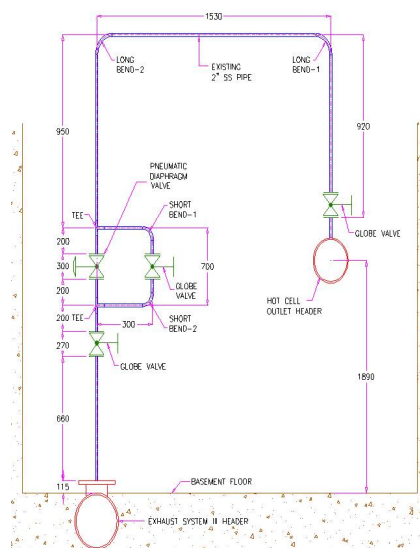 1530
LONG
BEND-2
EXISTING
2" SS PIPE
LONG
BEND-1
950
920
PNEUMATIC
DIAPHRAGM
VALVE
TEE
SHORT
BEND-1
GLOBE VALVE
200
300
700
GLOBE
VALVE
200
HOT CELL
OUTLET HEADER
200
TEE
300
SHORT
BEND-2
270
GLOBE VALVE
1890
660
BASEMENT FLOOR
115
EXHAUST SYSTEM III HEADER